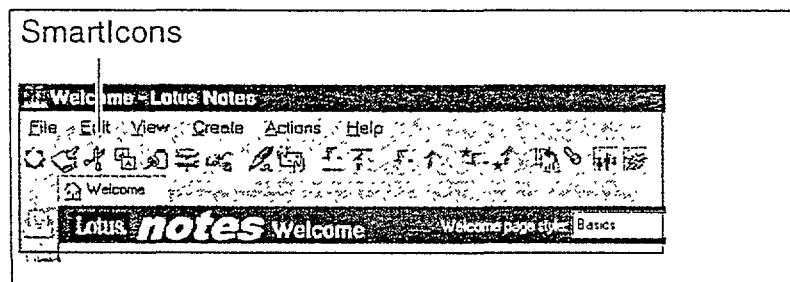 SmartIcons
Welcome - Lotus Notes
File Edit View Create Actions Help
Welcome
Lotus notes Welcome Welcome page style: Basics